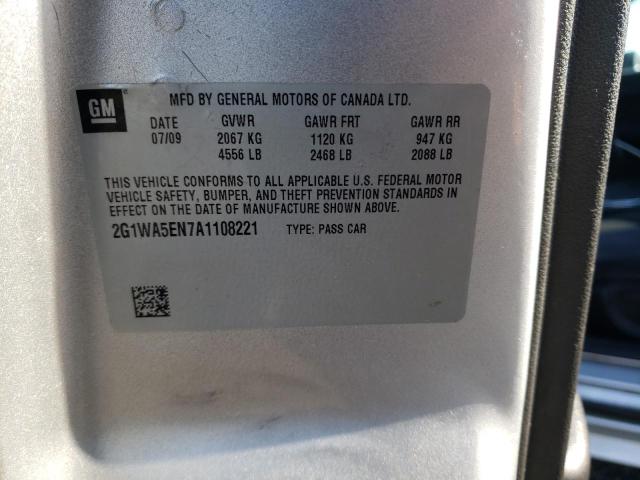 GM
MFD BY GENERAL MOTORS OF CANADA LTD.
DATE GVWR GAWR FRT GAWR RR
07/09 2067 KG 1120 KG 947 KG
4556 LB 2468 LB 2088 LB
THIS VEHICLE CONFORMS TO ALL APPLICABLE U.S. FEDERAL MOTOR
VEHICLE SAFETY, BUMPER, AND THEFT PREVENTION STANDARDS IN
EFFECT ON THE DATE OF MANUFACTURE SHOWN ABOVE.
2G1WA5EN7A1108221 TYPE: PASS CAR